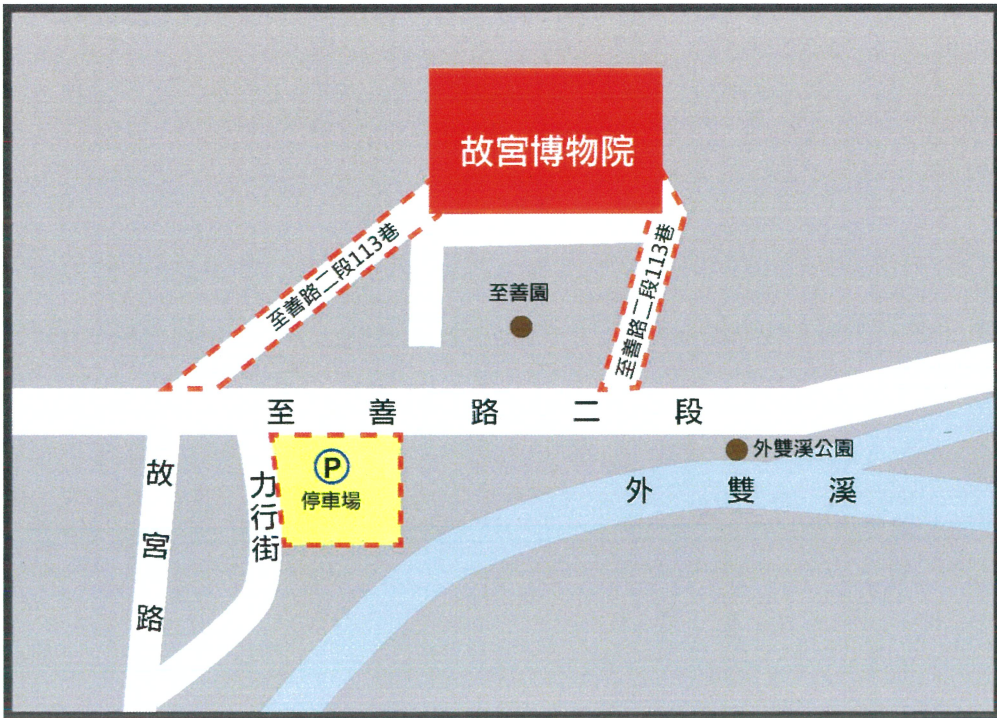 故宮博物院
至善路二段113巷
至善路二段113巷
至善園
至善路二段
外雙溪公園
P
停車場
力行街
故宮路
外雙溪